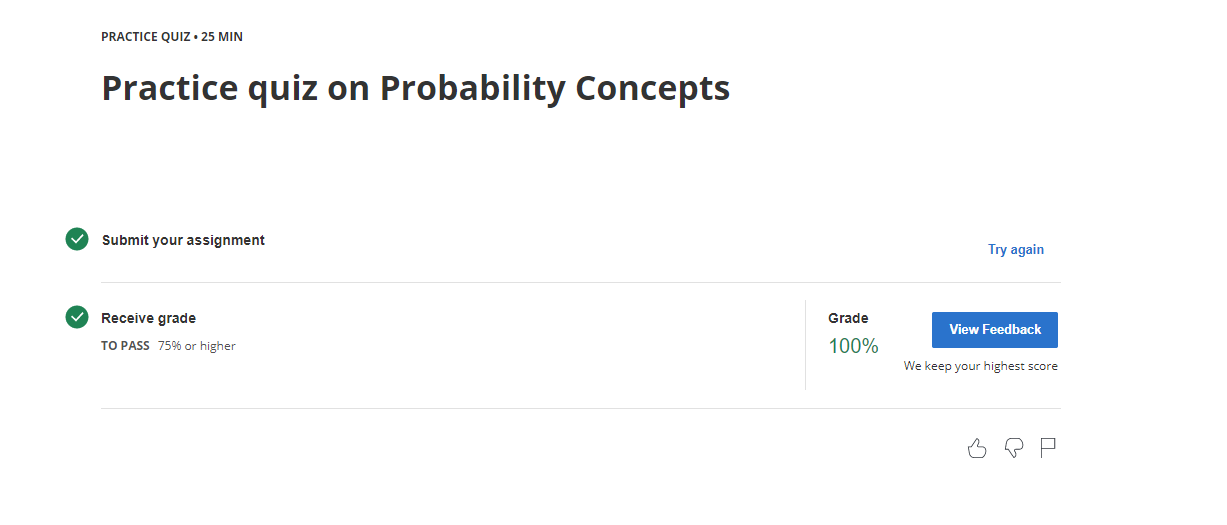 PRACTICE QUIZ • 25 MIN
Practice quiz on Probability Concepts
Submit your assignment
Try again
Receive grade
TO PASS 75% or higher
Grade
100%
View Feedback
We keep your highest score